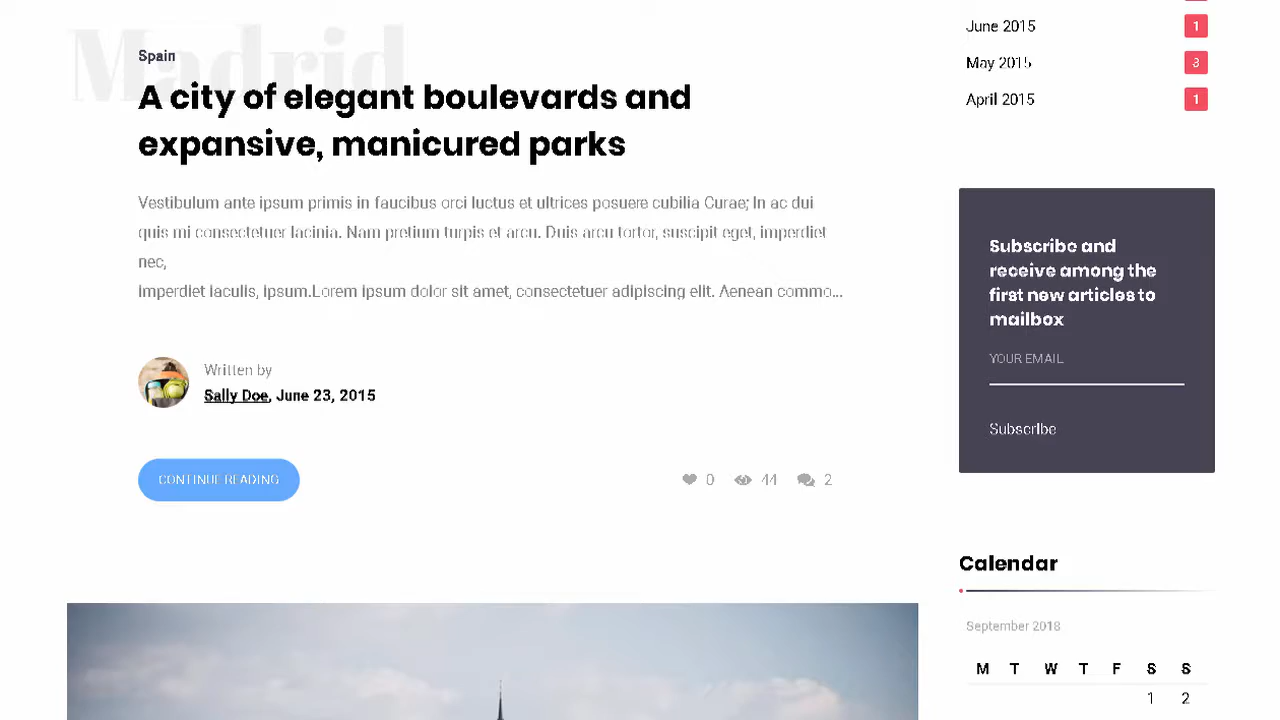 Madrid
Spain
A city of elegant boulevards and
expansive, manicured parks
Vestibulum ante ipsum primis in faucibus orci luctus et ultrices posuere cubilia Curae; In ac dui
quis mi consectetuer lacinia. Nam pretium turpis et arcu. Duis arcu tortor, suscipit eget, imperdiet
nec,
imperdiet iaculis, ipsum.Lorem ipsum dolor sit amet, consectetuer adipiscing elit. Aenean commo...
Written by
Sally Doe, June 23, 2015
CONTINUE READING
0 44 2
June 2015 1
May 2015 3
April 2015 1
Subscribe and
receive among the
first new articles to
mailbox
YOUR EMAIL
Subscribe
Calendar
September 2018
M T W T F S S
1 2